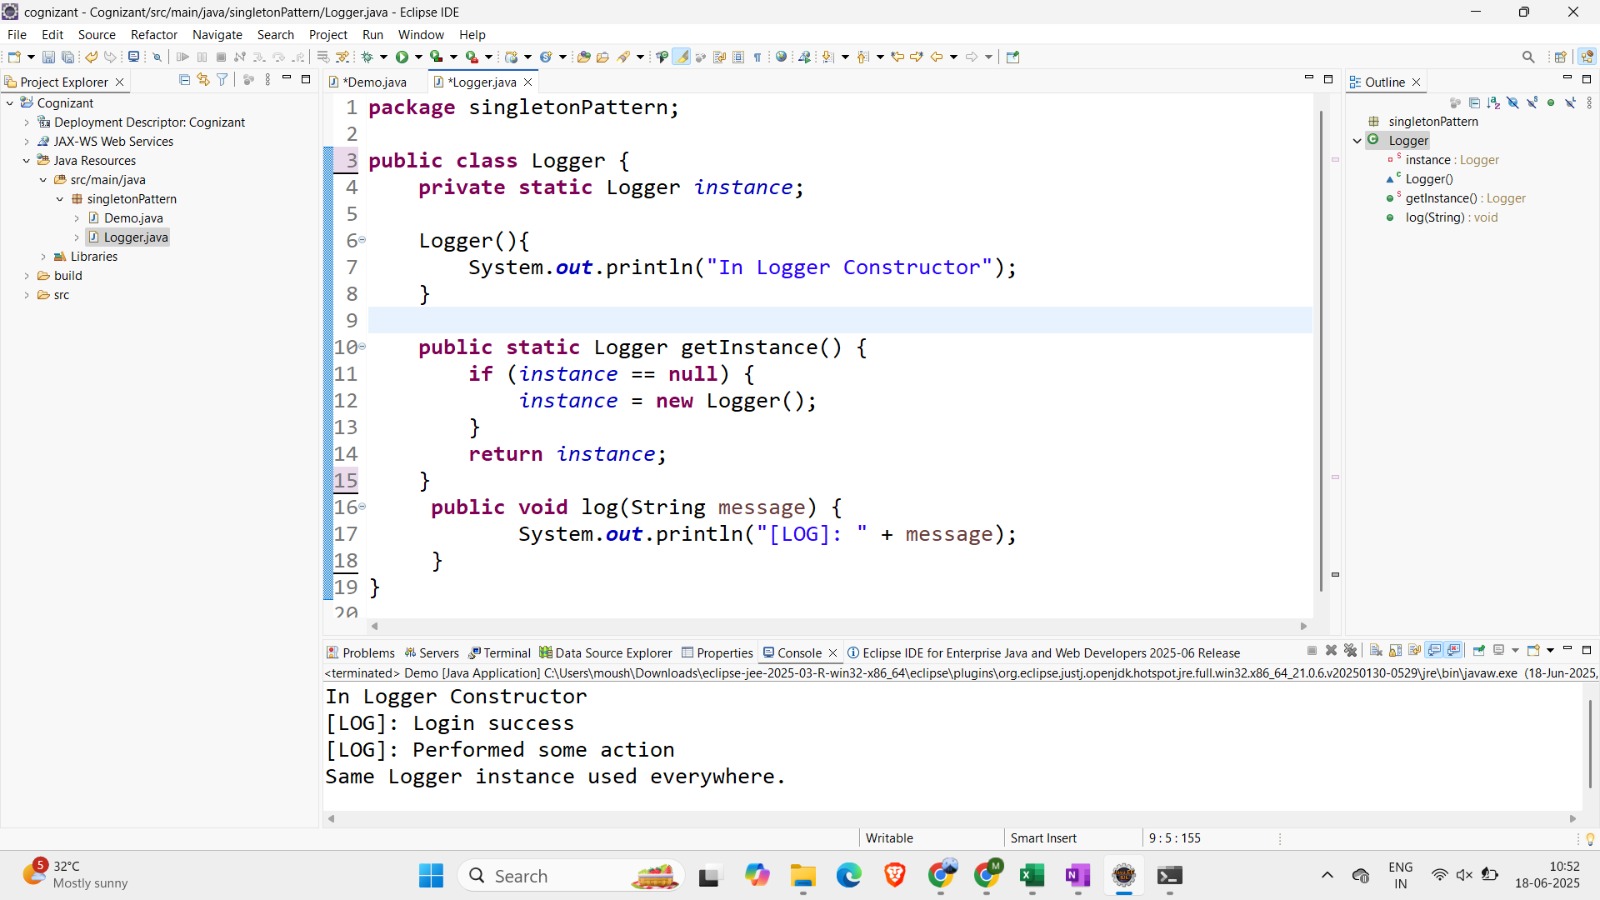 cognizant - Cognizant/src/main/java/singletonPattern/Logger.java - Eclipse IDE
File Edit Source Refactor Navigate Search Project Run Window Help
Project Explorer
Cognizant
Deployment Descriptor: Cognizant
JAX-WS Web Services
Java Resources
src/main/java
singletonPattern
Demo.java
Logger.java
Libraries
build
src
*Demo.java *Logger.java
1 package singletonPattern;
2
3 public class Logger {
4 private static Logger instance;
5
6 Logger(){
7 System.out.println("In Logger Constructor");
8 }
9
10 public static Logger getInstance() {
11 if (instance == null) {
12 instance = new Logger();
13 }
14 return instance;
15 }
16 public void log(String message) {
17 System.out.println("[LOG]: " + message);
18 }
19 }
20
Outline
singletonPattern
Logger
instance : Logger
Logger()
getInstance() : Logger
log(String) : void
Problems Servers Terminal Data Source Explorer Properties Console Eclipse IDE for Enterprise Java and Web Developers 2025-06 Release
<terminated> Demo [Java Application] C:\Users\moush\Downloads\eclipse-jee-2025-03-R-win32-x86_64\eclipse\plugins\org.eclipse.justj.openjdk.hotspot.jre.full.win32.x86_64_21.0.6.v20250130-0529\jre\bin\javaw.exe (18-Jun-2025,
In Logger Constructor
[LOG]: Login success
[LOG]: Performed some action
Same Logger instance used everywhere.
Writable Smart Insert 9 : 5 : 155
5
32°C
Mostly sunny
Search
M
ENG
IN
10:52
18-06-2025